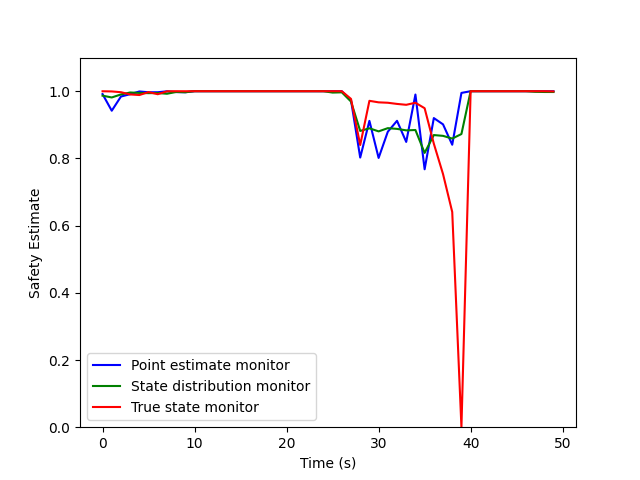 1.0
0.8
0.6
0.4
0.2
0.0
Safety Estimate
Point estimate monitor
State distribution monitor
True state monitor
0 10 20 30 40 50
Time (s)